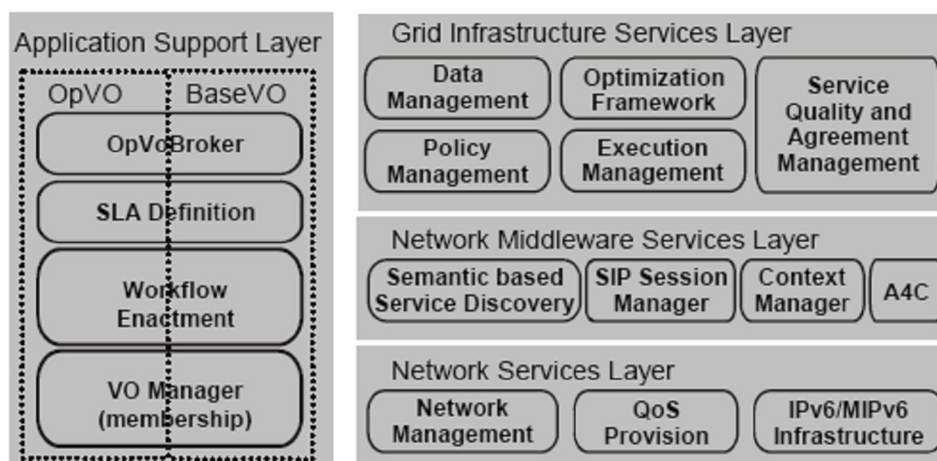 Application Support Layer
OpVO
BaseVO
OpVoBroker
SLA Definition
Workflow
Enactment
VO Manager
(membership)
Grid Infrastructure Services Layer
Data
Management
Optimization
Framework
Service
Quality and
Agreement
Management
Policy
Management
Execution
Management
Network Middleware Services Layer
Semantic based
Service Discovery
SIP Session
Manager
Context
Manager
A4C
Network Services Layer
Network
Management
QoS
Provision
IPv6/MIPv6
Infrastructure